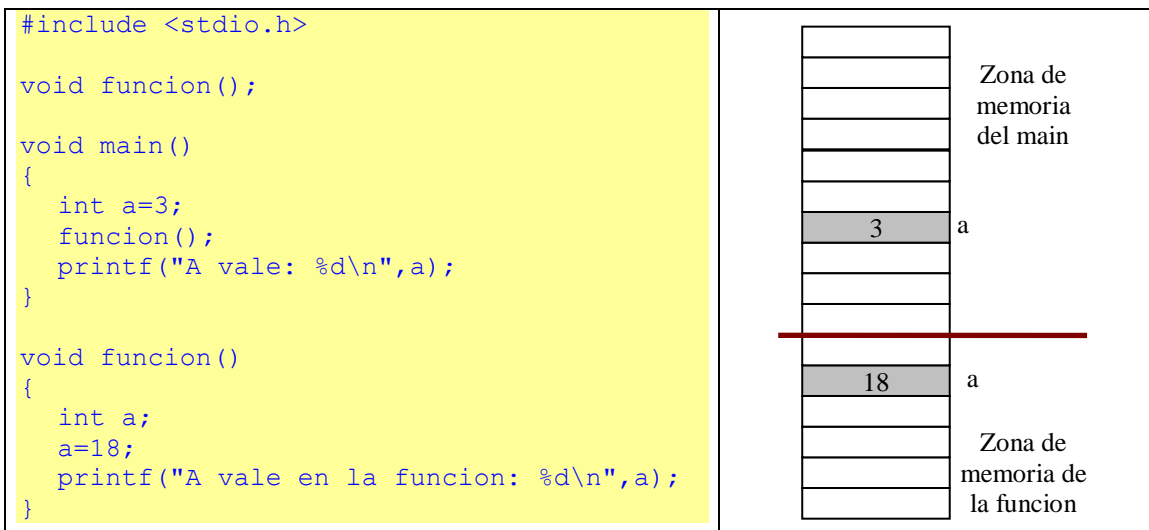 #include <stdio.h>
void funcion();
void main()
{
int a=3;
funcion();
printf("A vale: %d\n",a);
}
void funcion()
{
int a;
a=18;
printf("A vale en la funcion: %d\n",a);
}
Zona de
memoria
del main
3 a
18 a
Zona de
memoria de
la funcion